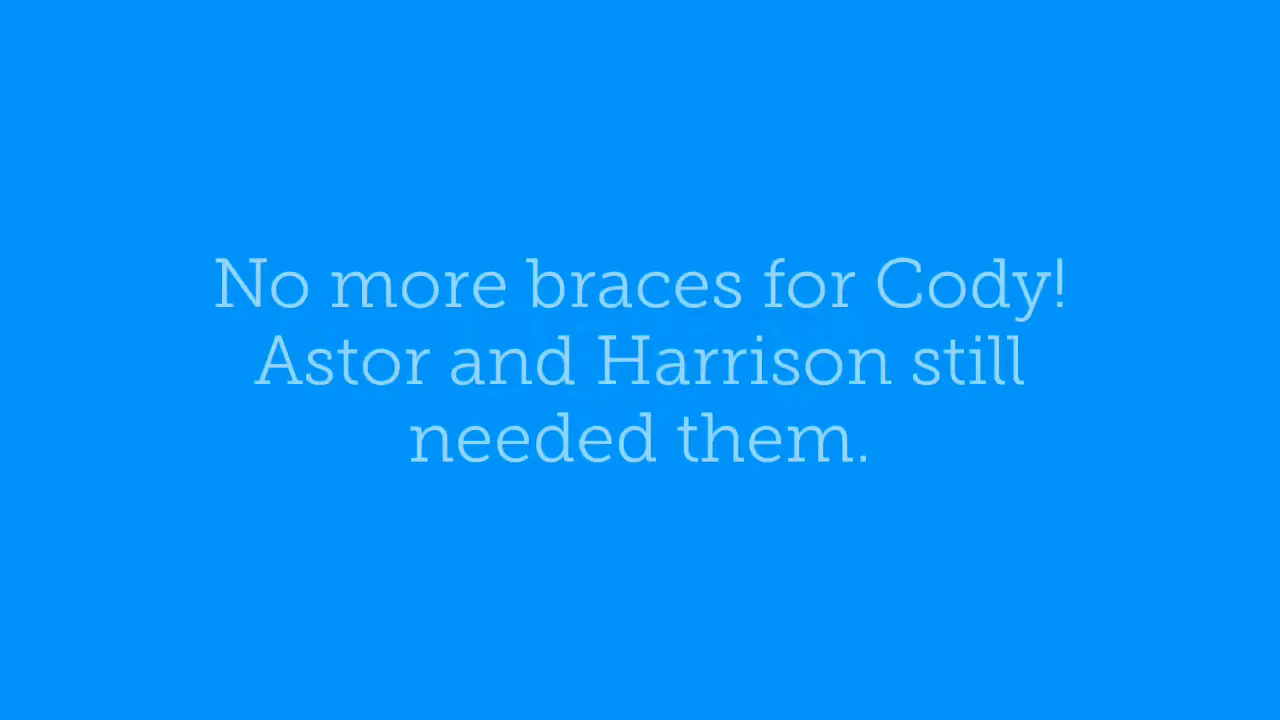 No more braces for Cody!
Astor and Harrison still
needed them.